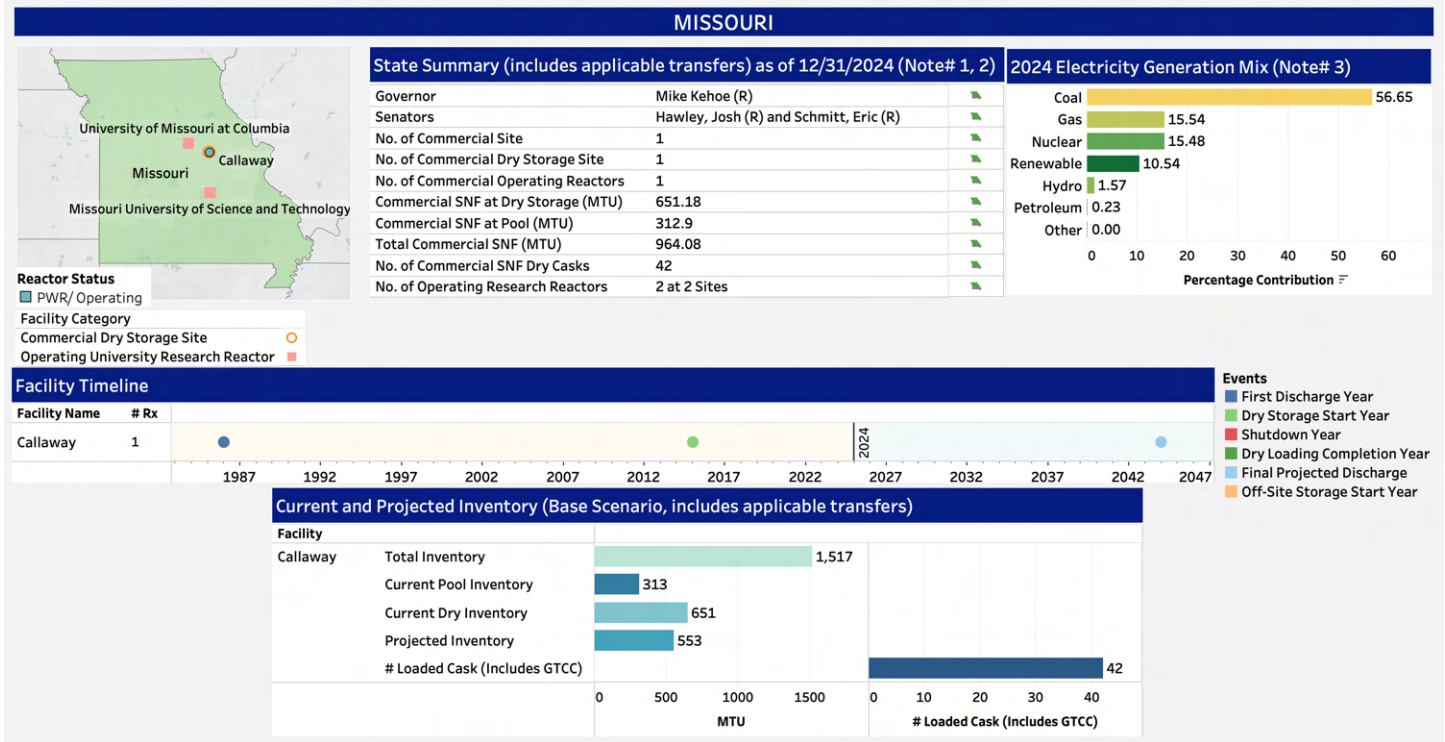 MISSOURI
University of Missouri at Columbia
Callaway
Missouri
Missouri University of Science and Technology
Reactor Status
PWR/ Operating
Facility Category
Commercial Dry Storage Site
Operating University Research Reactor
State Summary (includes applicable transfers) as of 12/31/2024 (Note# 1, 2)
Governor Mike Kehoe (R)
Senators Hawley, Josh (R) and Schmitt, Eric (R)
No. of Commercial Site 1
No. of Commercial Dry Storage Site 1
No. of Commercial Operating Reactors 1
Commercial SNF at Dry Storage (MTU) 651.18
Commercial SNF at Pool (MTU) 312.9
Total Commercial SNF (MTU) 964.08
No. of Commercial SNF Dry Casks 42
No. of Operating Research Reactors 2 at 2 Sites
2024 Electricity Generation Mix (Note# 3)
Coal 56.65
Gas 15.54
Nuclear 15.48
Renewable 10.54
Hydro 1.57
Petroleum 0.23
Other 0.00
0 10 20 30 40 50 60
Percentage Contribution
Facility Timeline
Facility Name # Rx
Callaway 1
2024
1987 1992 1997 2002 2007 2012 2017 2022 2027 2032 2037 2042 2047
Events
First Discharge Year
Dry Storage Start Year
Shutdown Year
Dry Loading Completion Year
Final Projected Discharge
Off-Site Storage Start Year
Current and Projected Inventory (Base Scenario, includes applicable transfers)
Facility
Callaway Total Inventory 1,517
Current Pool Inventory 313
Current Dry Inventory 651
Projected Inventory 553
# Loaded Cask (Includes GTCC) 42
0 500 1000 1500 0 10 20 30 40
MTU # Loaded Cask (Includes GTCC)